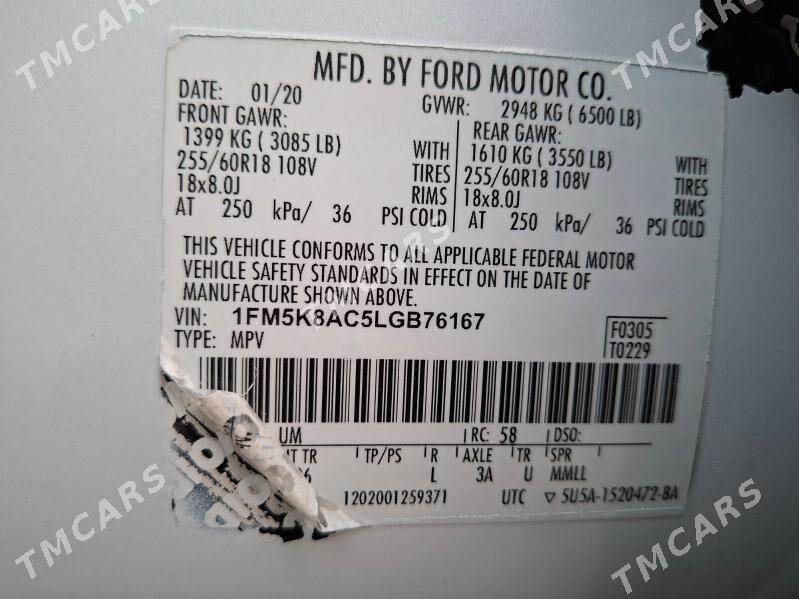 MFD. BY FORD MOTOR CO.
DATE: 01/20 GVWR: 2948 KG ( 6500 LB)
FRONT GAWR: REAR GAWR:
1399 KG ( 3085 LB) WITH 1610 KG ( 3550 LB) WITH
255/60R18 108V TIRES 255/60R18 108V TIRES
18x8.0J RIMS 18x8.0J RIMS
AT 250 kPa/ 36 PSI COLD AT 250 kPa/ 36 PSI COLD
THIS VEHICLE CONFORMS TO ALL APPLICABLE FEDERAL MOTOR
VEHICLE SAFETY STANDARDS IN EFFECT ON THE DATE OF
MANUFACTURE SHOWN ABOVE.
VIN: 1FM5K8AC5LGB76167 F0305
TYPE: MPV T0229
UM RC: 58 DSO:
TR TP/PS R AXLE TR SPR
6 L 3A U MMLL
1202001259371 UTC ▽ 5U5A-1520472-BA
TMCARS
TMCARS
TMCARS
TMCARS
TMCARS
TMCARS
TMCARS